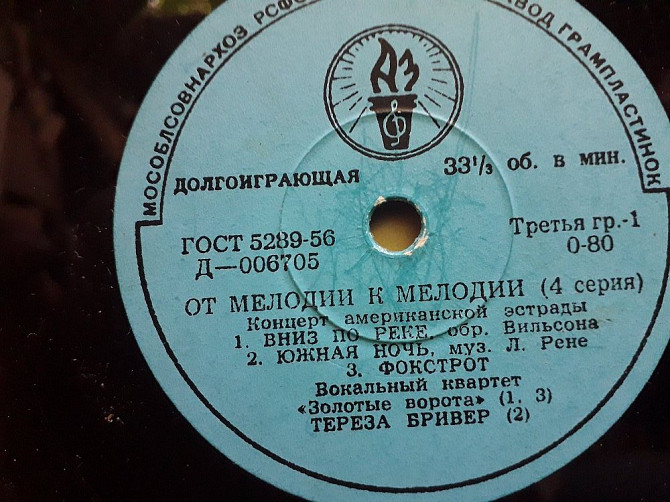 МОСОБЛСОВНАРХОЗ РСФС
ЗАВОД ГРАМПЛАСТИНОК
АЗ
ДОЛГОИГРАЮЩАЯ
33⅓ об. в мин.
ГОСТ 5289-56
Третья гр.-1
Д—006705
0-80
ОТ МЕЛОДИИ К МЕЛОДИИ (4 серия)
Концерт американской эстрады
1. ВНИЗ ПО РЕКЕ, обр. Вильсона
2. ЮЖНАЯ НОЧЬ, муз. Л. Рене
3. ФОКСТРОТ
Вокальный квартет
«Золотые ворота» (1, 3)
ТЕРЕЗА БРИВЕР (2)